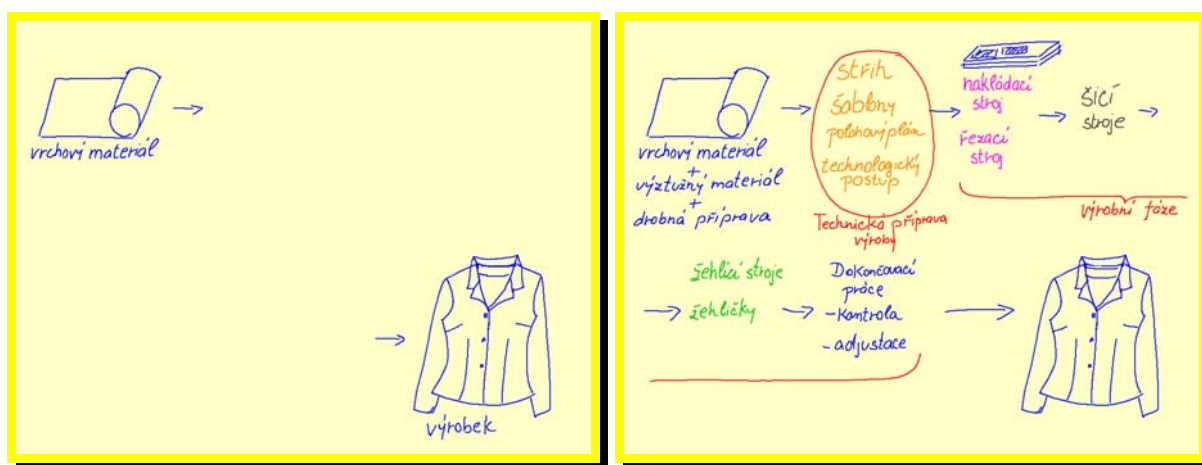 vrchový materiál
výrobek
vrchový materiál
+
výztužný materiál
+
drobná příprava
střih
šablony
polohový plán
technologický
postup
Technická příprava
výroby
nakládací
stroj
řezací
stroj
šicí
stroje
výrobní fáze
žehlicí stroje
žehličky
Dokončovací
práce
-Kontrola
-adjustace